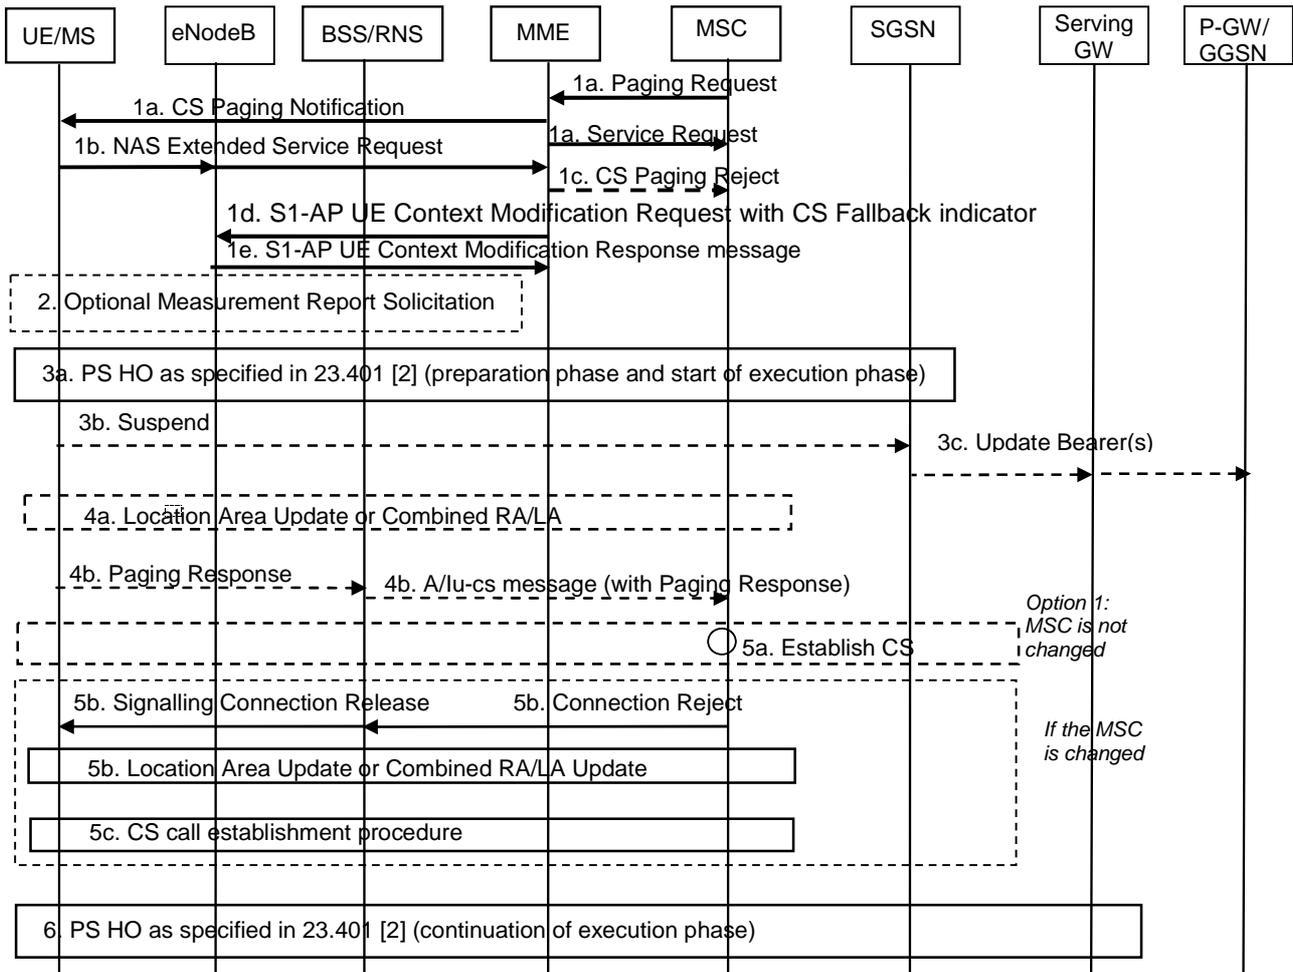 UE/MS
eNodeB
BSS/RNS
MME
MSC
SGSN
Serving
GW
P-GW/
GGSN
1a. Paging Request
1a. CS Paging Notification
1a. Service Request
1b. NAS Extended Service Request
1c. CS Paging Reject
1d. S1-AP UE Context Modification Request with CS Fallback indicator
1e. S1-AP UE Context Modification Response message
2. Optional Measurement Report Solicitation
3a. PS HO as specified in 23.401 [2] (preparation phase and start of execution phase)
3b. Suspend
3c. Update Bearer(s)
4a. Location Area Update or Combined RA/LA
4b. Paging Response
4b. A/Iu-cs message (with Paging Response)
Option 1:
MSC is not
changed
5a. Establish CS
5b. Signalling Connection Release
5b. Connection Reject
If the MSC
is changed
5b. Location Area Update or Combined RA/LA Update
5c. CS call establishment procedure
6. PS HO as specified in 23.401 [2] (continuation of execution phase)